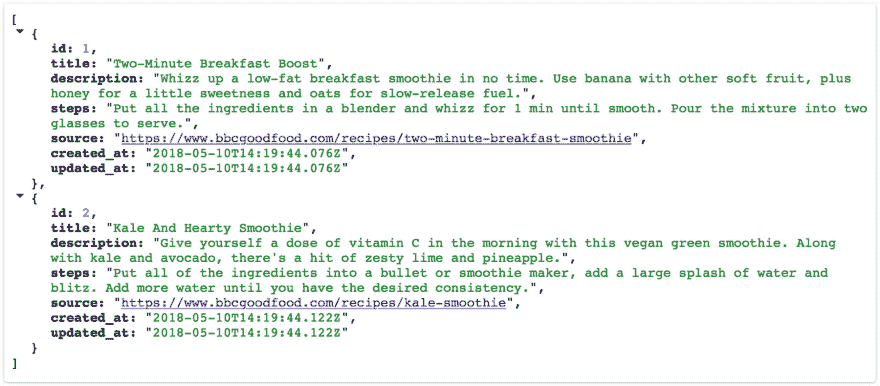 [
{
id: 1,
title: "Two-Minute Breakfast Boost",
description: "Whizz up a low-fat breakfast smoothie in no time. Use banana with other soft fruit, plus
honey for a little sweetness and oats for slow-release fuel.",
steps: "Put all the ingredients in a blender and whizz for 1 min until smooth. Pour the mixture into two
glasses to serve.",
source: "https://www.bbcgoodfood.com/recipes/two-minute-breakfast-smoothie",
created_at: "2018-05-10T14:19:44.076Z",
updated_at: "2018-05-10T14:19:44.076Z"
},
{
id: 2,
title: "Kale And Hearty Smoothie",
description: "Give yourself a dose of vitamin C in the morning with this vegan green smoothie. Along
with kale and avocado, there's a hit of zesty lime and pineapple.",
steps: "Put all of the ingredients into a bullet or smoothie maker, add a large splash of water and
blitz. Add more water until you have the desired consistency.",
source: "https://www.bbcgoodfood.com/recipes/kale-smoothie",
created_at: "2018-05-10T14:19:44.122Z",
updated_at: "2018-05-10T14:19:44.122Z"
}
]